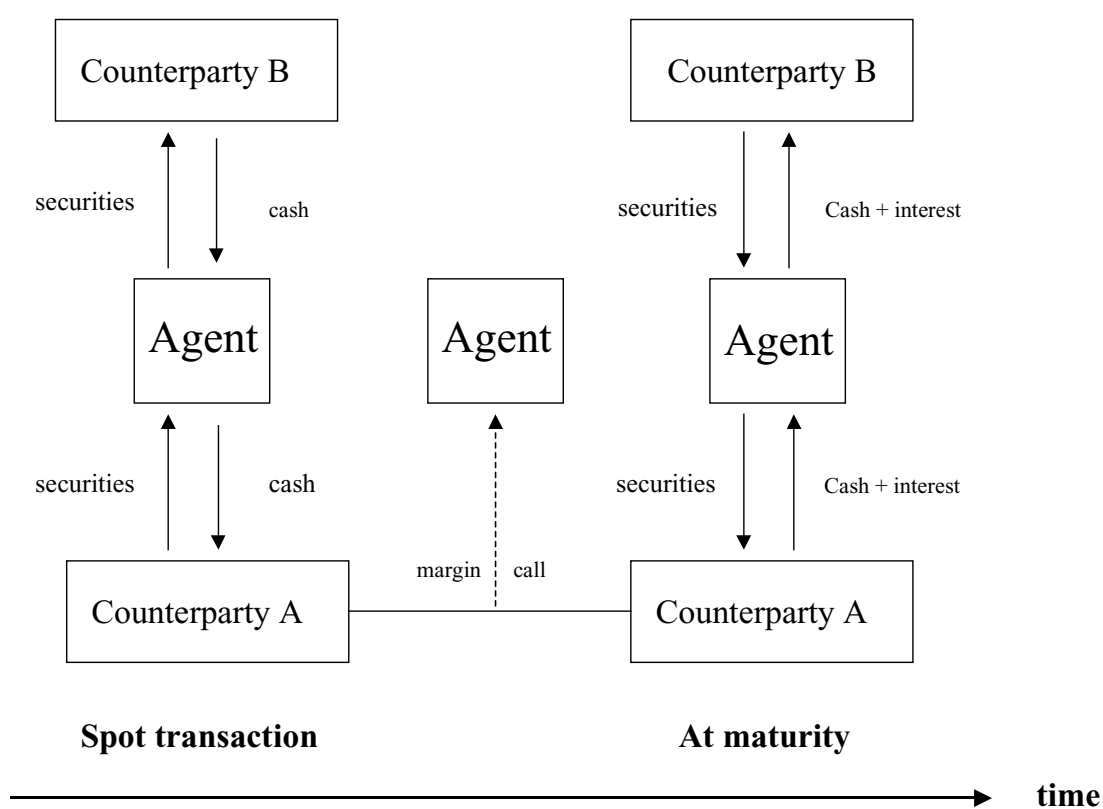 Counterparty B
Counterparty B
securities
cash
securities
Cash + interest
Agent
Agent
Agent
securities
cash
securities
Cash + interest
margin
call
Counterparty A
Counterparty A
Spot transaction
At maturity
time